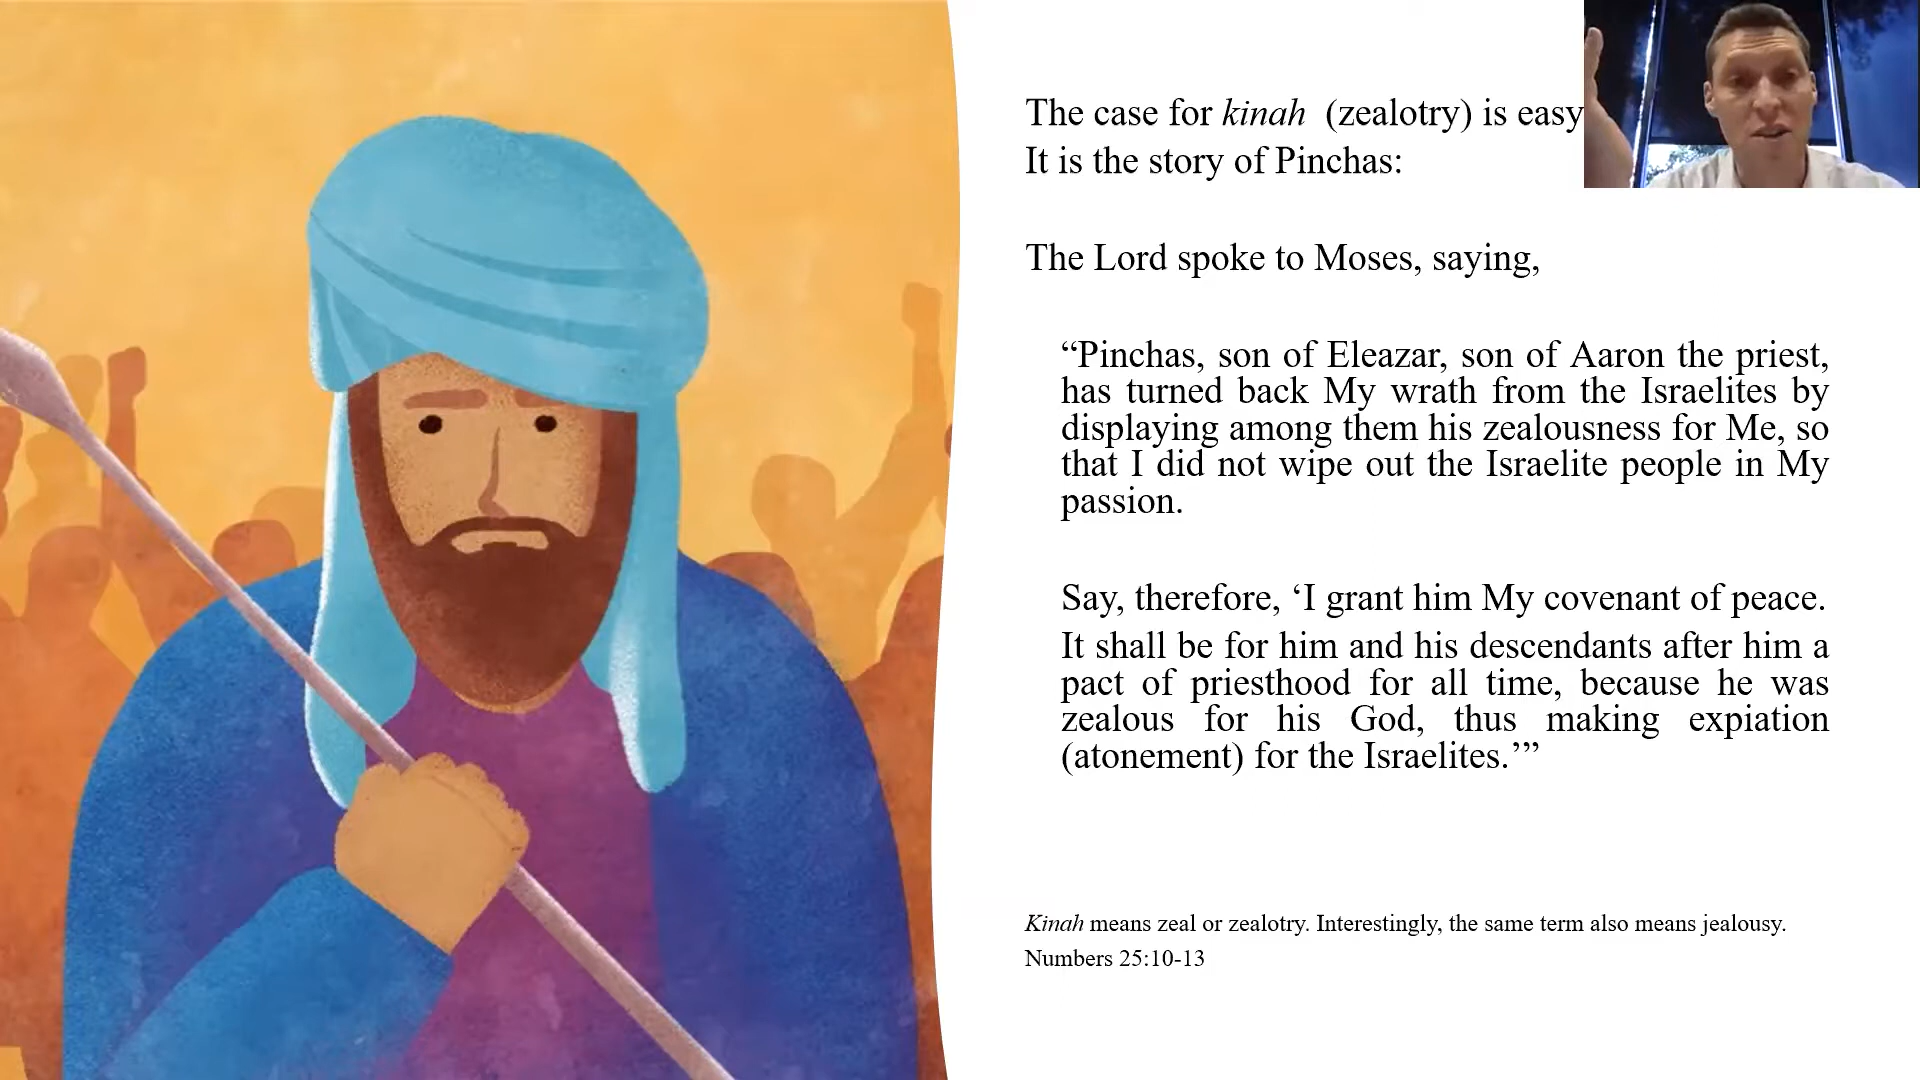 The case for kinah (zealotry) is easy
It is the story of Pinchas:
The Lord spoke to Moses, saying,
“Pinchas, son of Eleazar, son of Aaron the priest,
has turned back My wrath from the Israelites by
displaying among them his zealousness for Me, so
that I did not wipe out the Israelite people in My
passion.
Say, therefore, ‘I grant him My covenant of peace.
It shall be for him and his descendants after him a
pact of priesthood for all time, because he was
zealous for his God, thus making expiation
(atonement) for the Israelites.’”
Kinah means zeal or zealotry. Interestingly, the same term also means jealousy.
Numbers 25:10-13